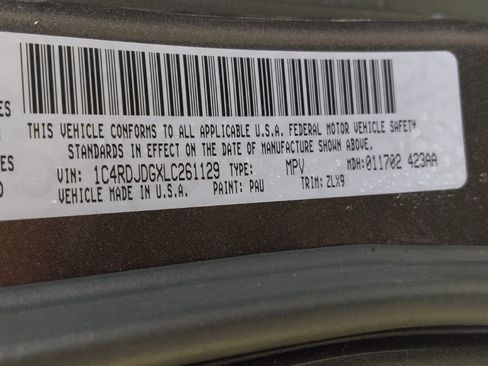 ES
THIS VEHICLE CONFORMS TO ALL APPLICABLE U.S.A. FEDERAL MOTOR VEHICLE SAFETY
STANDARDS IN EFFECT ON THE DATE OF MANUFACTURE SHOWN ABOVE.
VIN: 1C4RDJDGXLC261129 TYPE: MPV MDH:011702 423AA
VEHICLE MADE IN U.S.A. PAINT: PAU TRIM: ZLX9